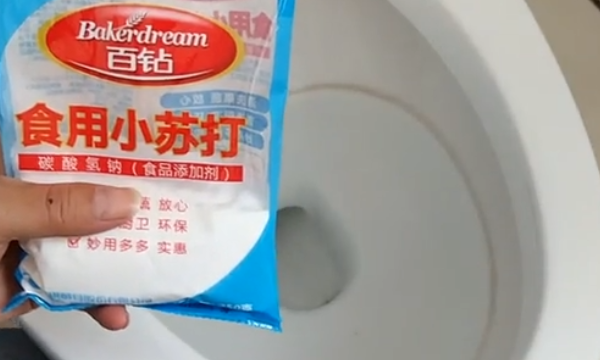 Bakerdream
百钻
食用小苏打
碳酸氢钠（食品添加剂）
放心
卫 环保
妙用多多 实惠